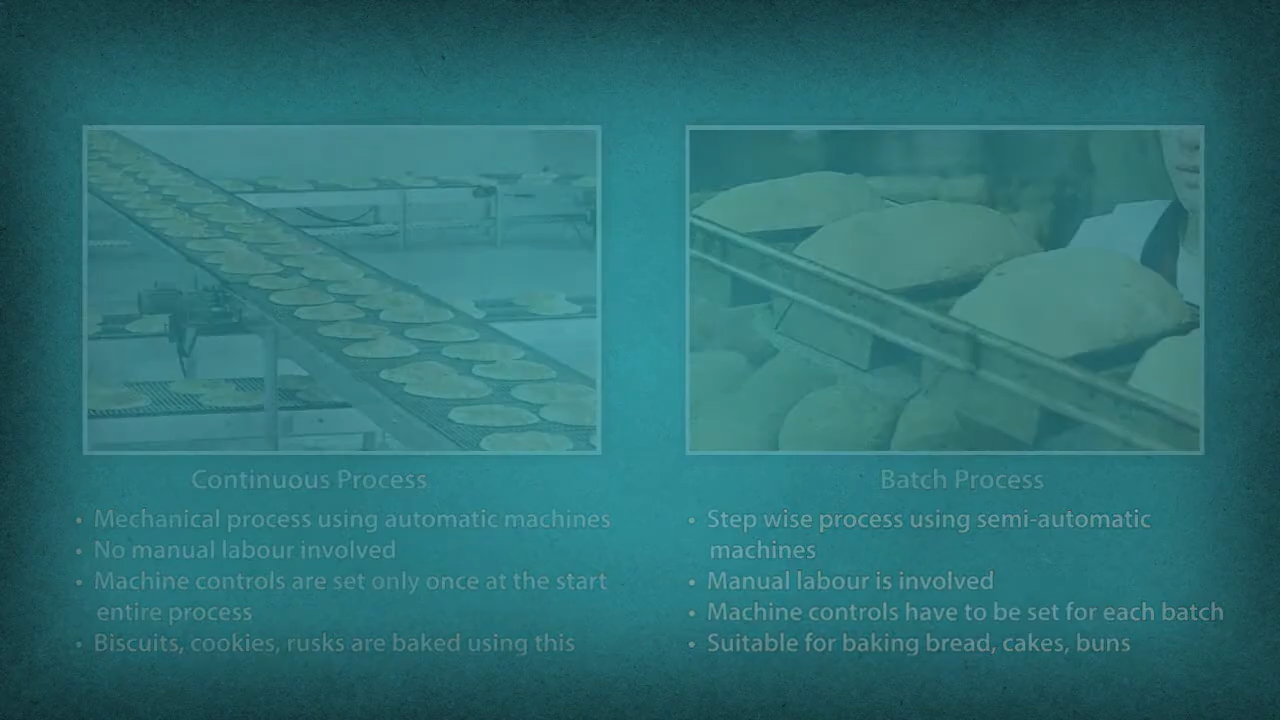 Continuous Process
• Mechanical process using automatic machines
• No manual labour involved
• Machine controls are set only once at the start
entire process
• Biscuits, cookies, rusks are baked using this
Batch Process
• Step wise process using semi-automatic
machines
• Manual labour is involved
• Machine controls have to be set for each batch
• Suitable for baking bread, cakes, buns